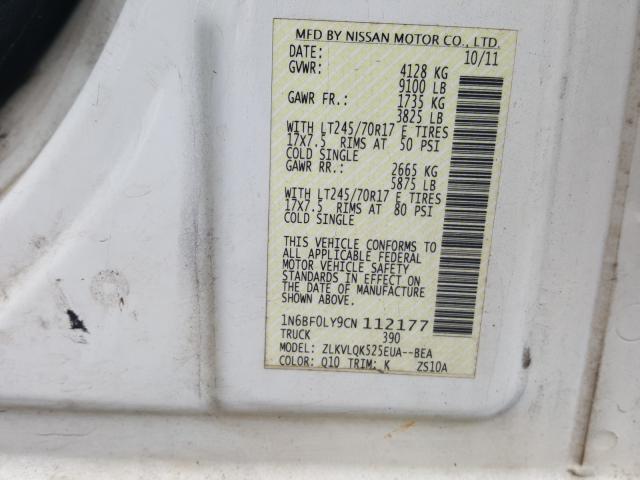 MFD BY NISSAN MOTOR CO., LTD.
DATE: 10/11
GVWR: 4128 KG
9100 LB
GAWR FR.: 1735 KG
3825 LB
WITH LT245/70R17 E TIRES
17X7.5 RIMS AT 50 PSI
COLD SINGLE
GAWR RR.: 2665 KG
5875 LB
WITH LT245/70R17 E TIRES
17X7.5 RIMS AT 80 PSI
COLD SINGLE
THIS VEHICLE CONFORMS TO
ALL APPLICABLE FEDERAL
MOTOR VEHICLE SAFETY
STANDARDS IN EFFECT ON
THE DATE OF MANUFACTURE
INDICATED ABOVE.
1N6BF0LY9CN 112177
TRUCK 390
MODEL: ZLKVLQK525EUA--BEA
COLOR: Q10 TRIM: K ZS10A